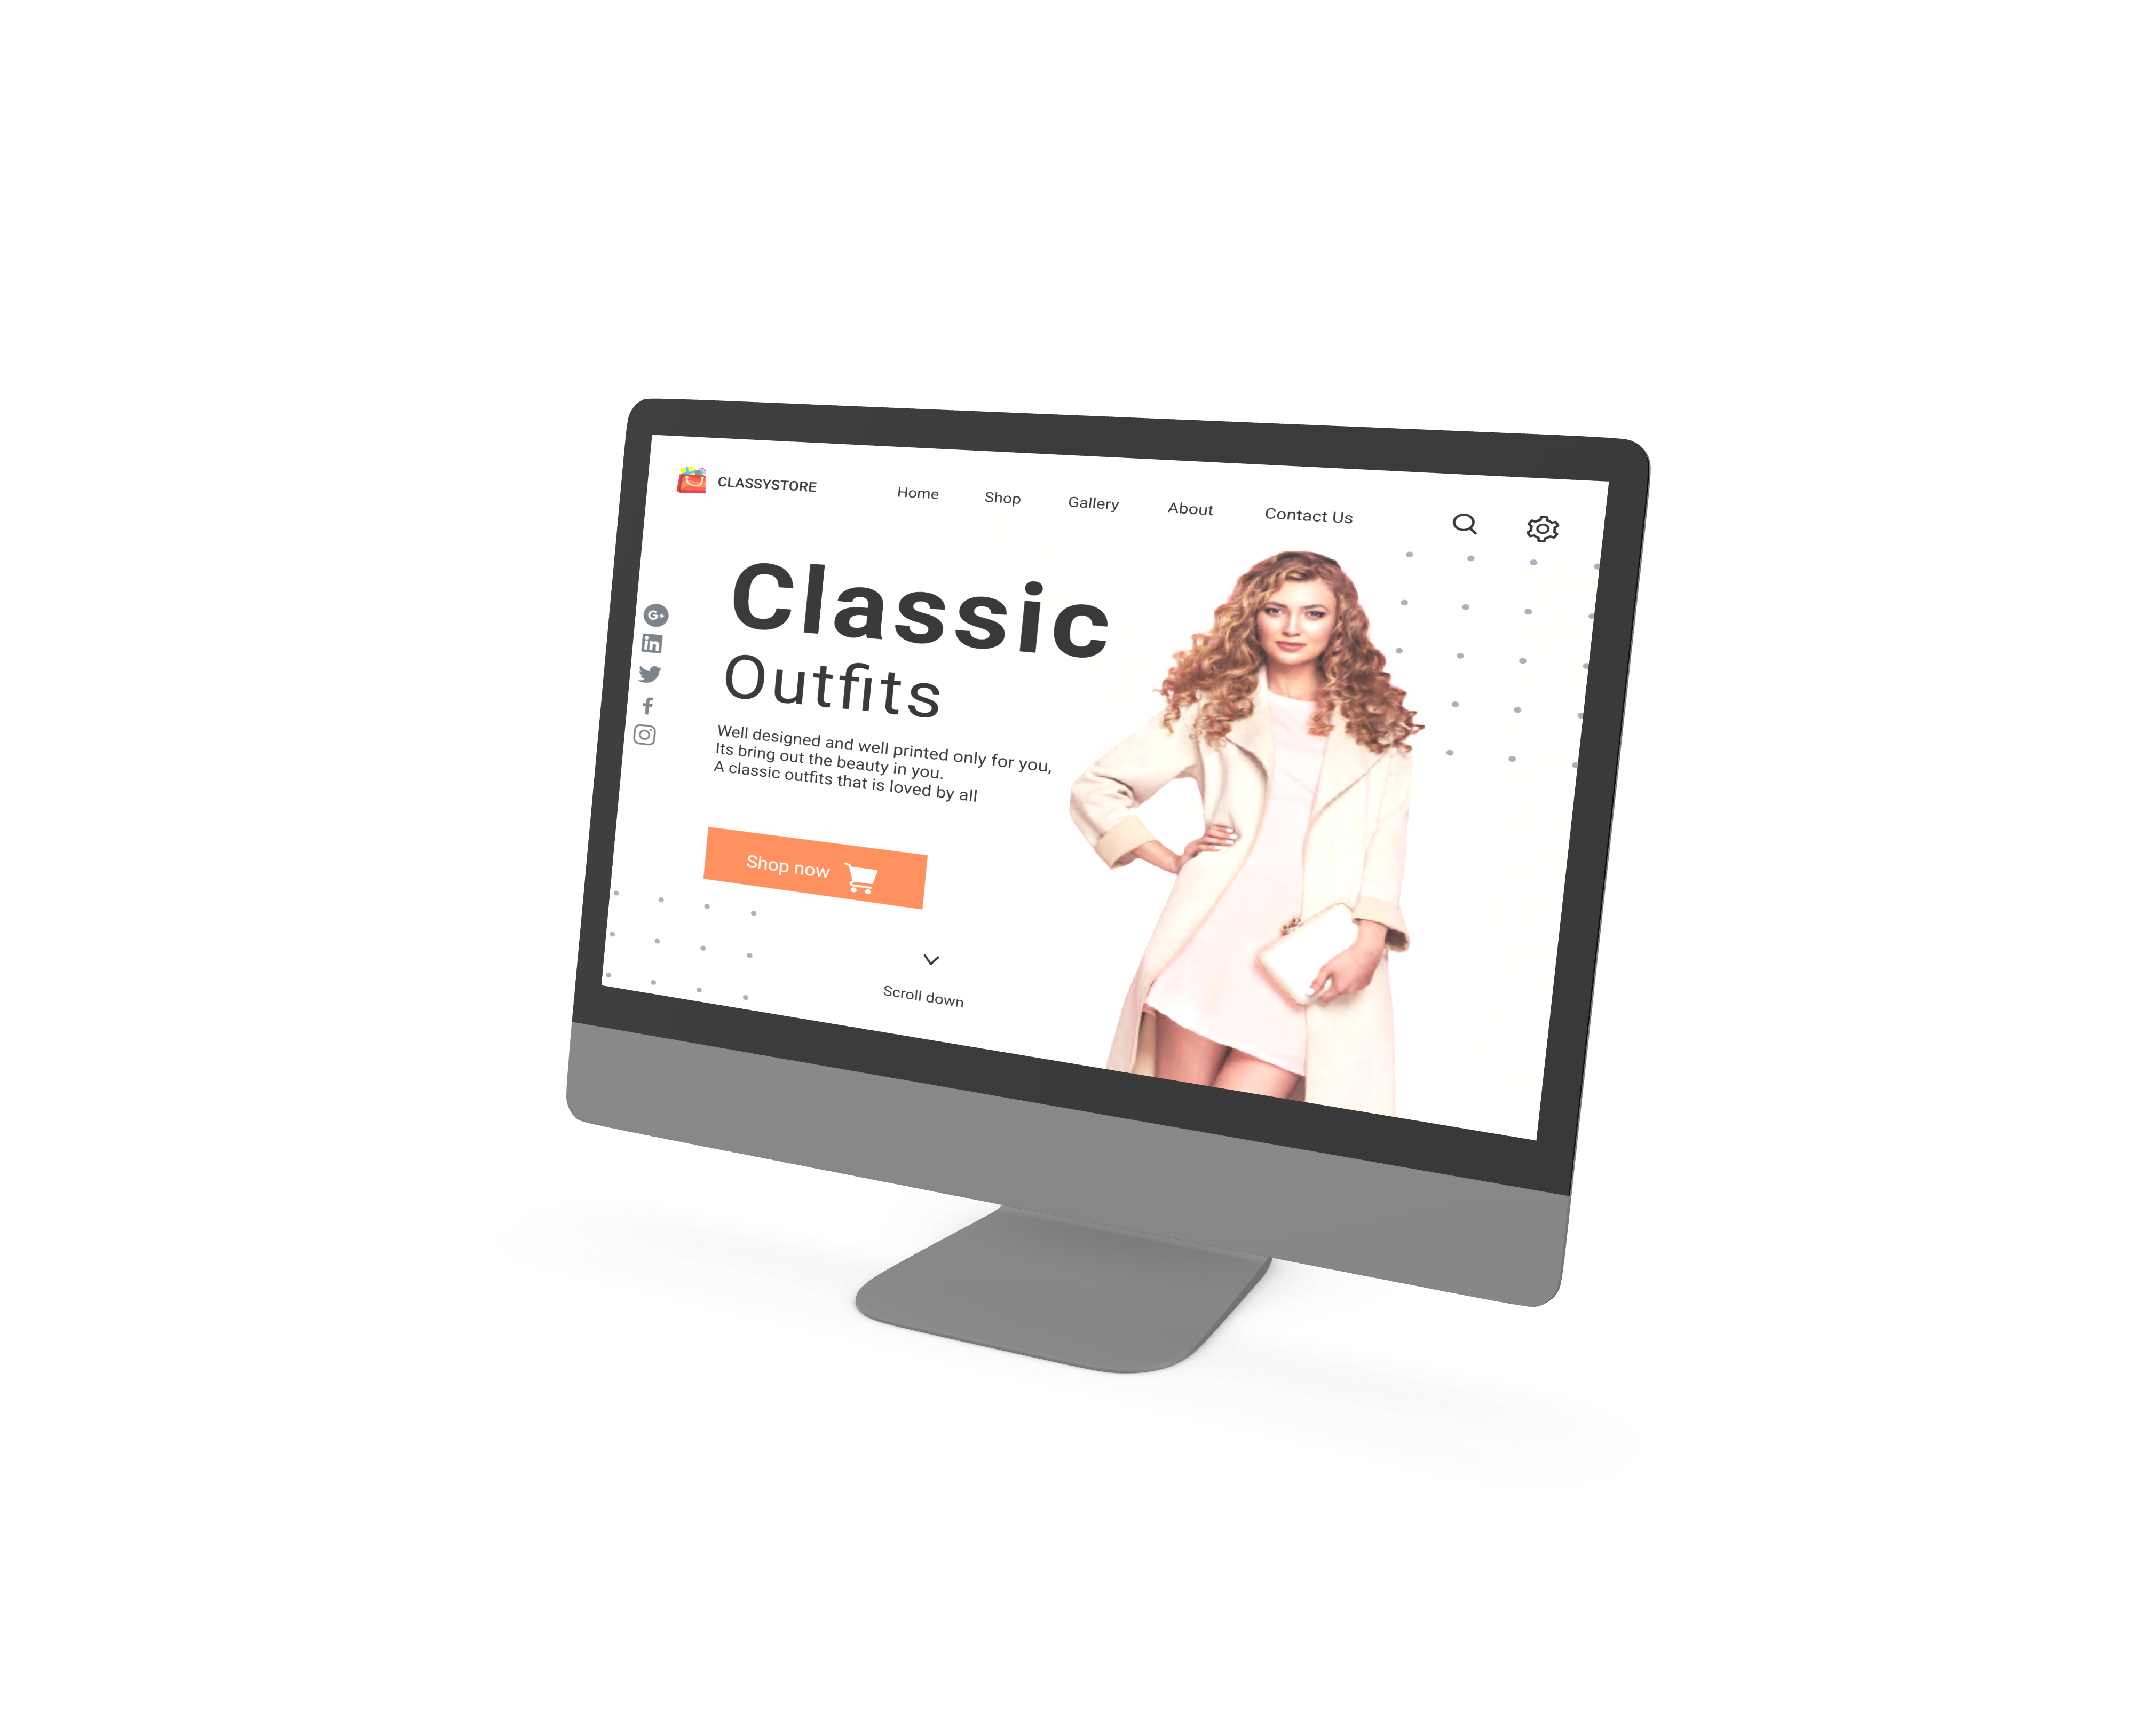 CLASSYSTORE
Home
Shop
Gallery
About
Contact Us
Classic
Outfits
Well designed and well printed only for you,
Its bring out the beauty in you.
A classic outfits that is loved by all
Shop now
Scroll down